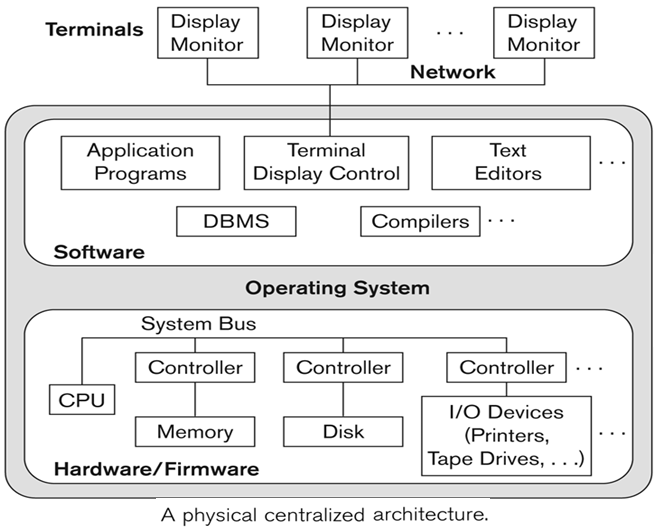 Terminals
Display
Monitor
Display
Monitor
. . .
Display
Monitor
Network
Application
Programs
Terminal
Display Control
Text
Editors
. . .
DBMS
Compilers
. . .
Software
Operating System
System Bus
Controller
Controller
Controller
. . .
CPU
Memory
Disk
I/O Devices
(Printers,
Tape Drives, . . .)
. . .
Hardware/Firmware
A physical centralized architecture.